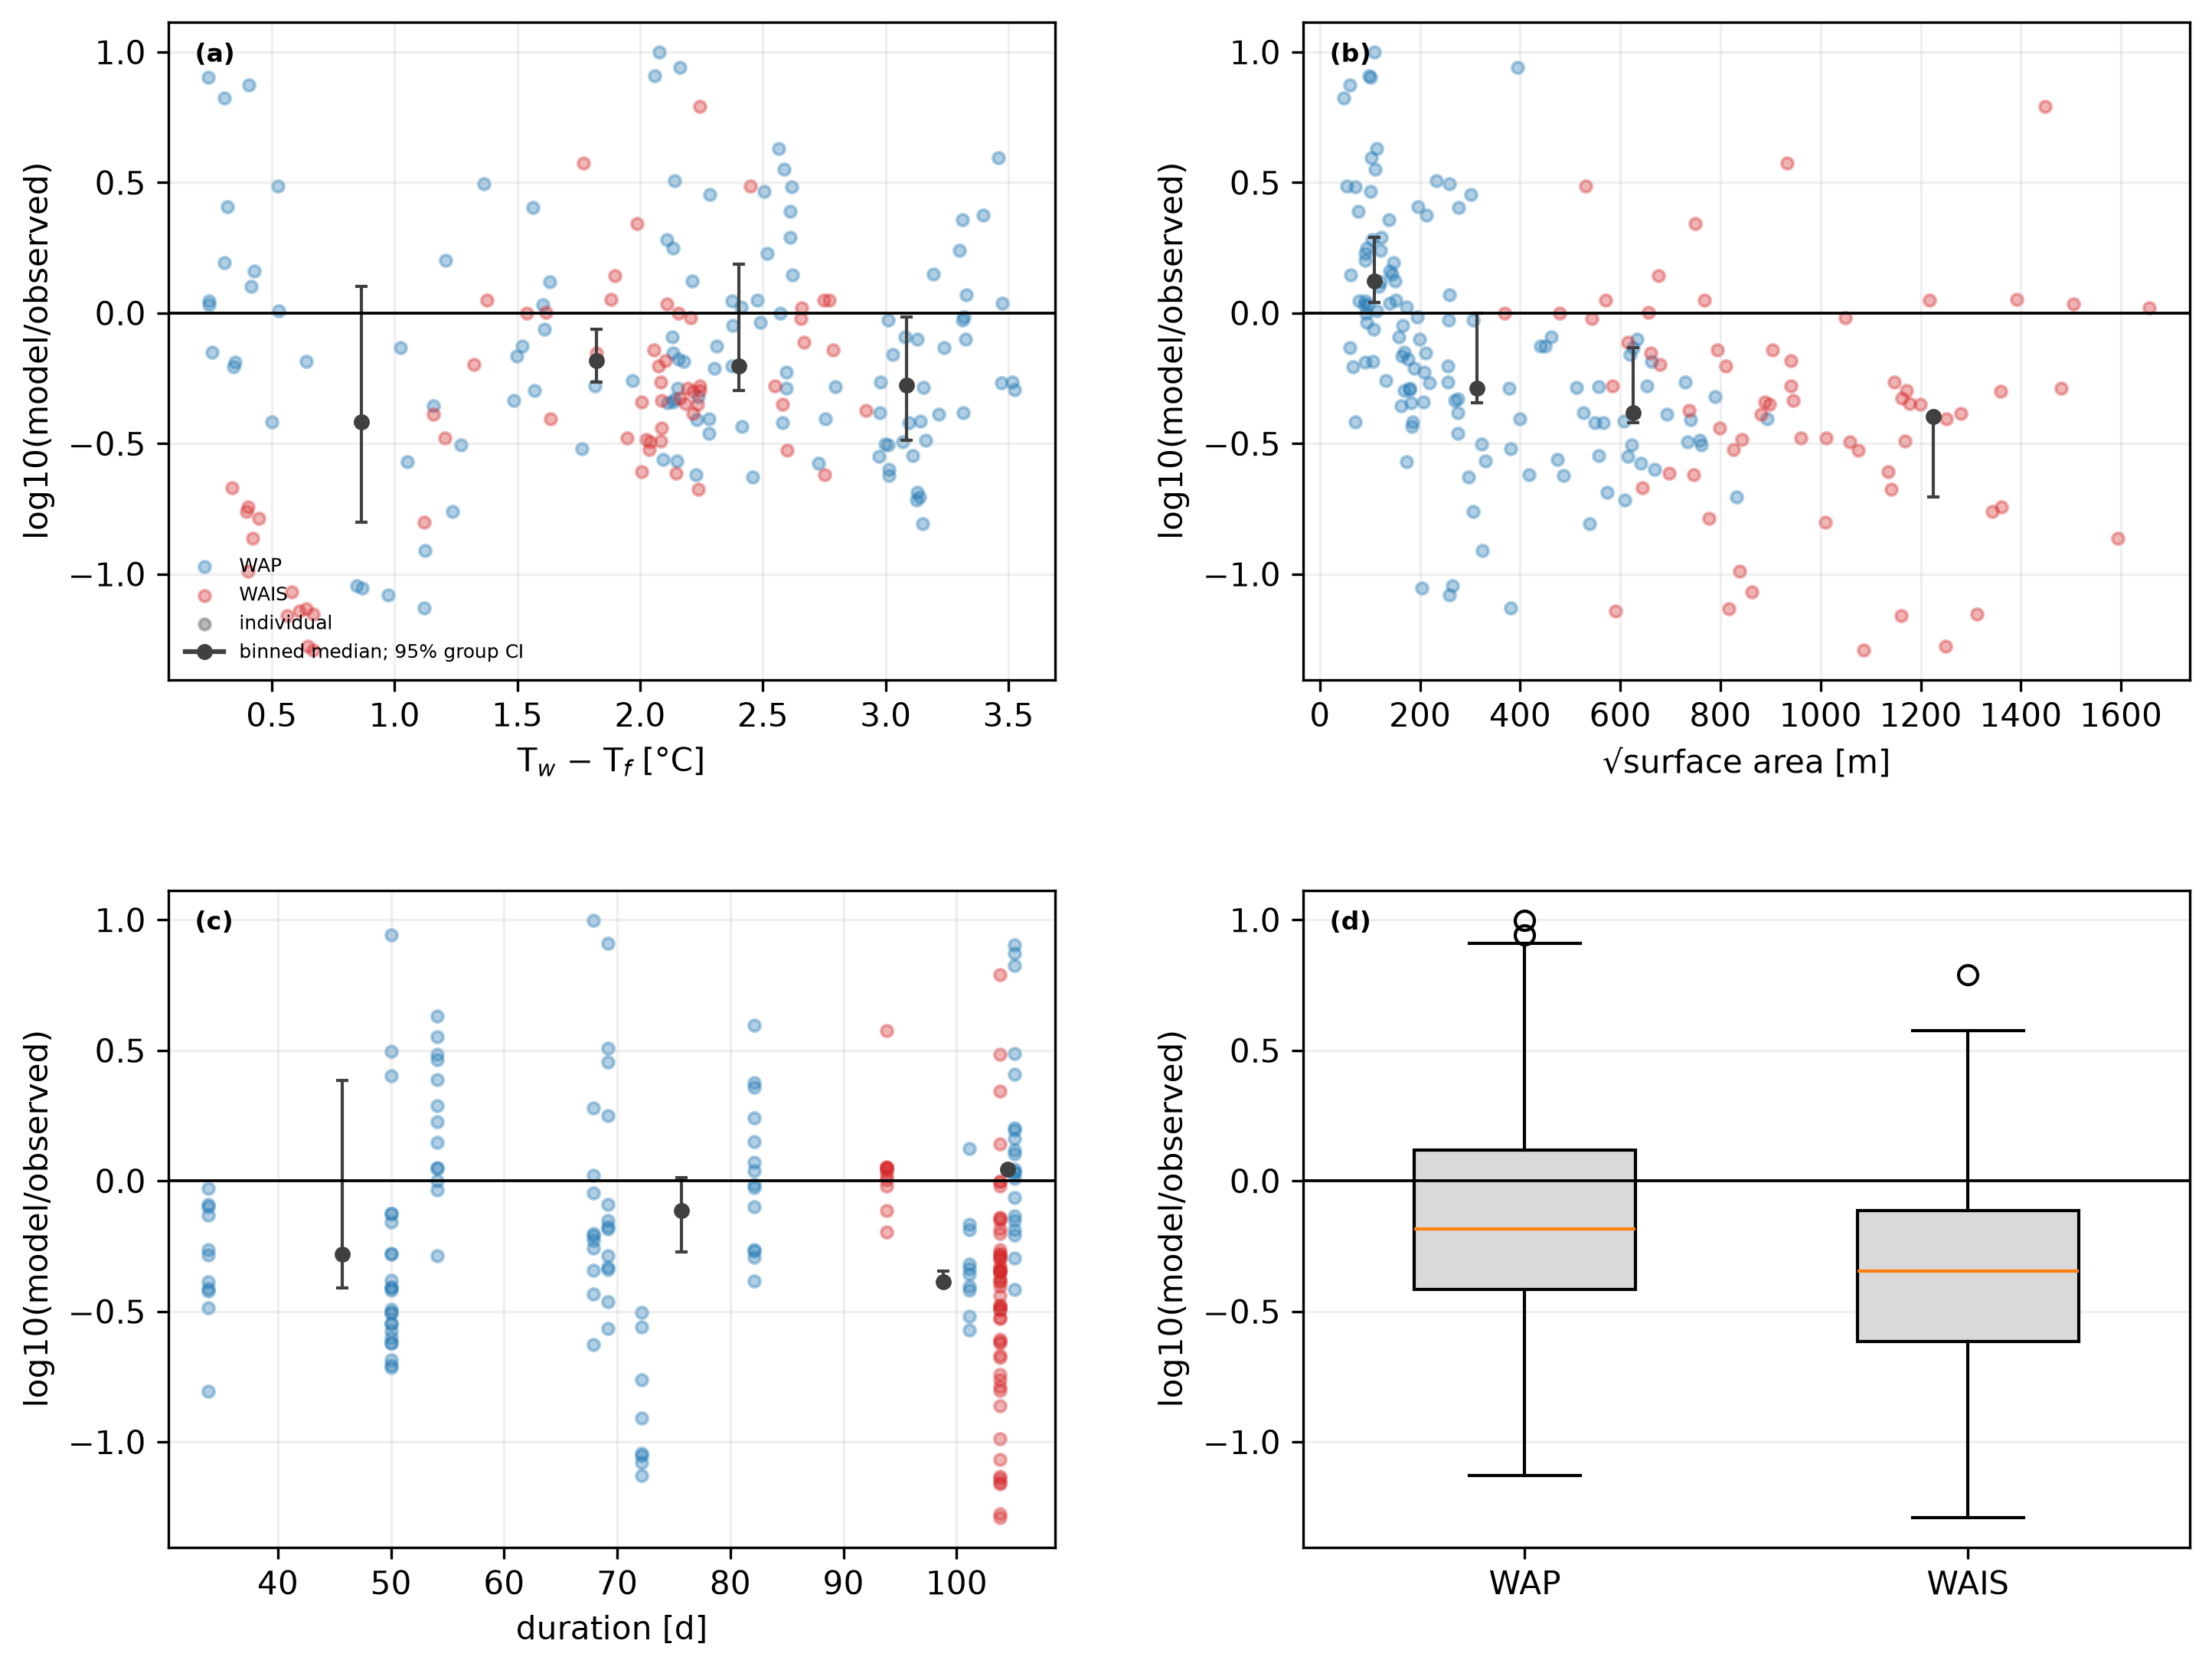 (a)
1.0
0.5
0.0
−0.5
−1.0
log10(model/observed)
WAP
WAIS
individual
binned median; 95% group CI
0.5 1.0 1.5 2.0 2.5 3.0 3.5
T_w − T_f [°C]
(b)
1.0
0.5
0.0
−0.5
−1.0
log10(model/observed)
0 200 400 600 800 1000 1200 1400 1600
√surface area [m]
(c)
1.0
0.5
0.0
−0.5
−1.0
log10(model/observed)
40 50 60 70 80 90 100
duration [d]
(d)
1.0
0.5
0.0
−0.5
−1.0
log10(model/observed)
WAP WAIS